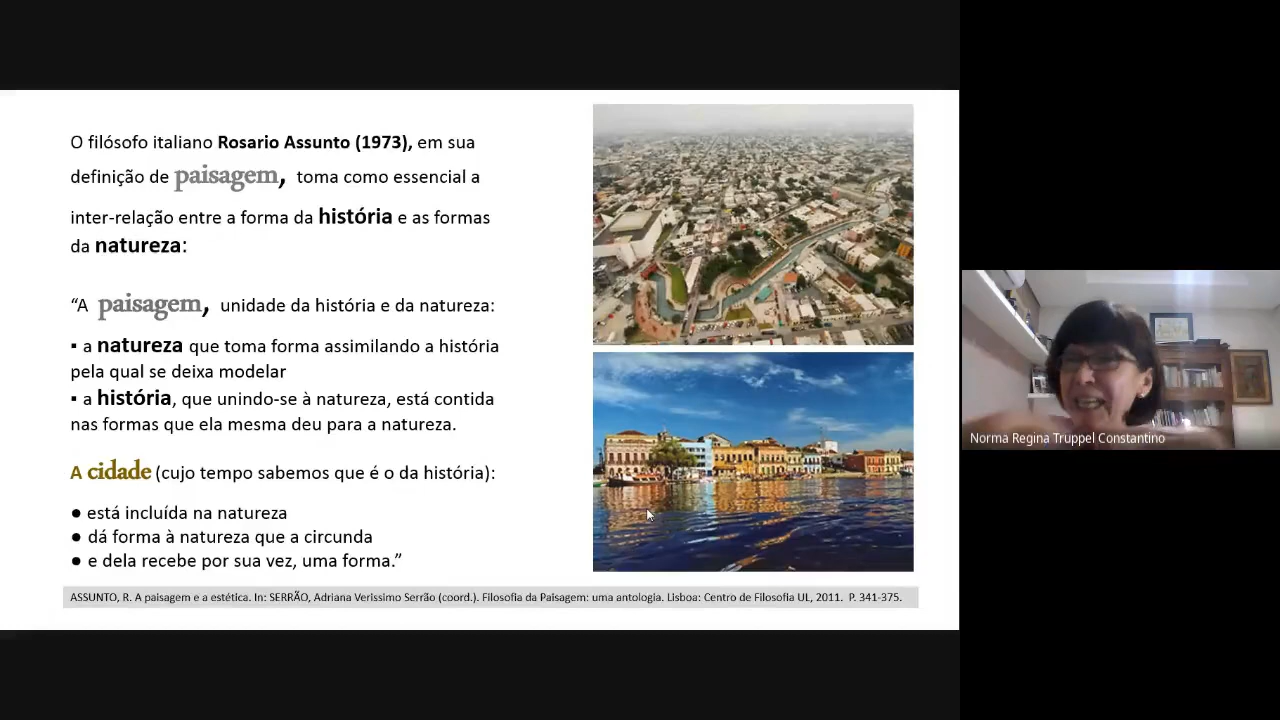 O filósofo italiano Rosario Assunto (1973), em sua
definição de paisagem, toma como essencial a
inter-relação entre a forma da história e as formas
da natureza:
“A paisagem, unidade da história e da natureza:
▪ a natureza que toma forma assimilando a história
pela qual se deixa modelar
▪ a história, que unindo-se à natureza, está contida
nas formas que ela mesma deu para a natureza.
A cidade (cujo tempo sabemos que é o da história):
● está incluída na natureza
● dá forma à natureza que a circunda
● e dela recebe por sua vez, uma forma.”
ASSUNTO, R. A paisagem e a estética. In: SERRÃO, Adriana Verissimo Serrão (coord.). Filosofia da Paisagem: uma antologia. Lisboa: Centro de Filosofia UL, 2011. P. 341-375.
Norma Regina Truppel Constantino